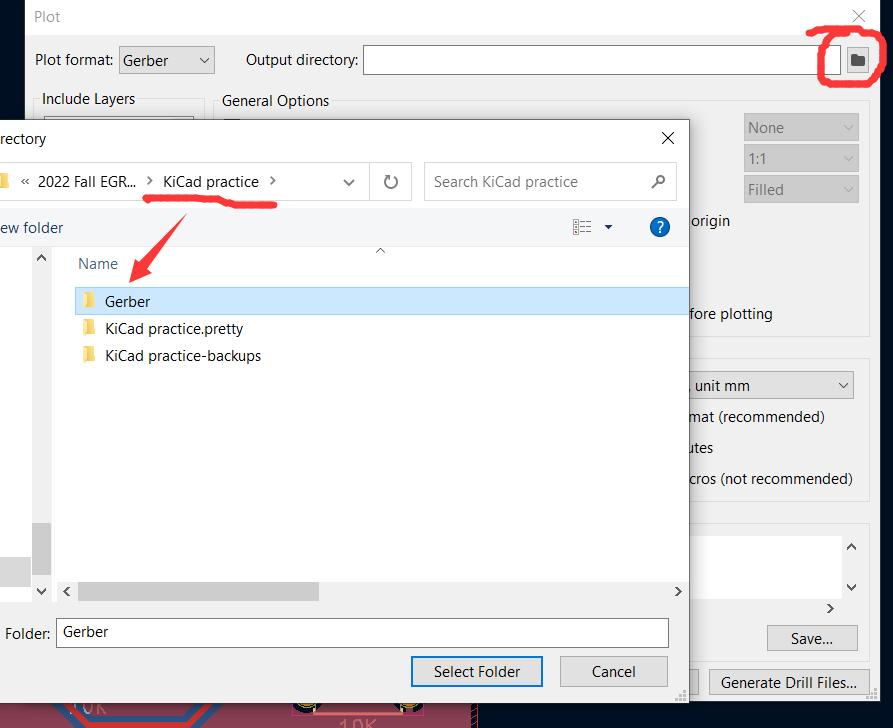 Plot
Plot format: Gerber Output directory:
Include Layers General Options
rectory None
« 2022 Fall EGR... > KiCad practice > Search KiCad practice 1:1
Filled
ew folder ? origin
Name
Gerber
fore plotting
KiCad practice.pretty
KiCad practice-backups
, unit mm
mat (recommended)
utes
cros (not recommended)
Folder: Gerber
Save...
Select Folder Cancel
Generate Drill Files...
10K
10K